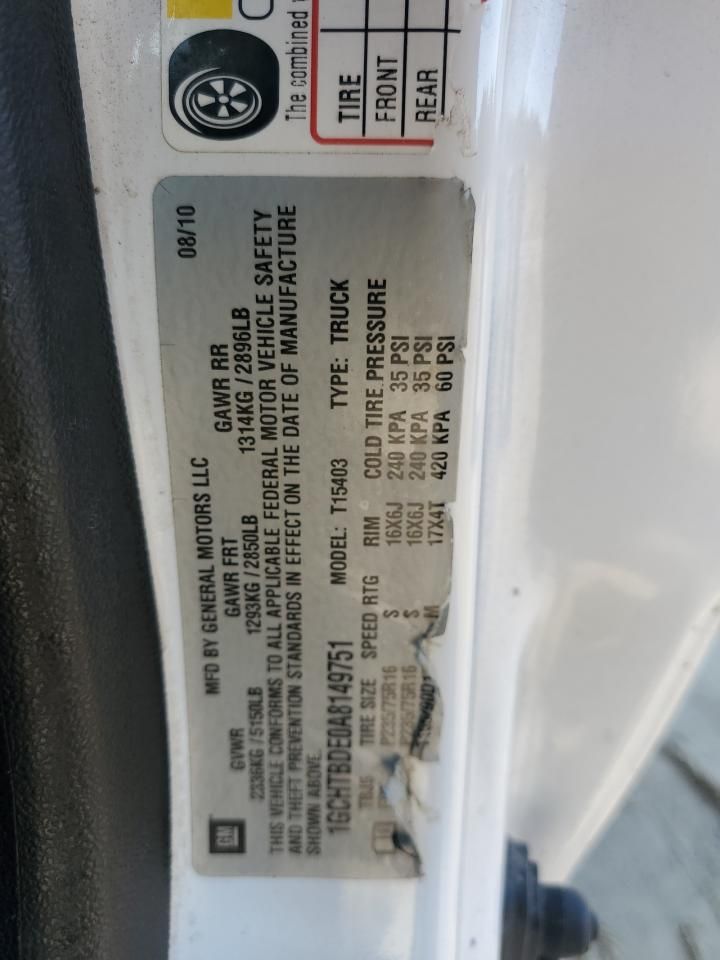 The combined
TIRE
FRONT
REAR
GM
MFD BY GENERAL MOTORS LLC 08/10
GVWR GAWR FRT GAWR RR
2336KG / 5150LB 1293KG / 2850LB 1314KG / 2896LB
THIS VEHICLE CONFORMS TO ALL APPLICABLE FEDERAL MOTOR VEHICLE SAFETY
AND THEFT PREVENTION STANDARDS IN EFFECT ON THE DATE OF MANUFACTURE
SHOWN ABOVE.
1GCHTBDE0A8149751 MODEL: T15403 TYPE: TRUCK
TIRE SIZE SPEED RTG RIM COLD TIRE PRESSURE
P235/75R16 S 16X6J 240 KPA 35 PSI
P235/75R16 S 16X6J 240 KPA 35 PSI
M 17X4T 420 KPA 60 PSI